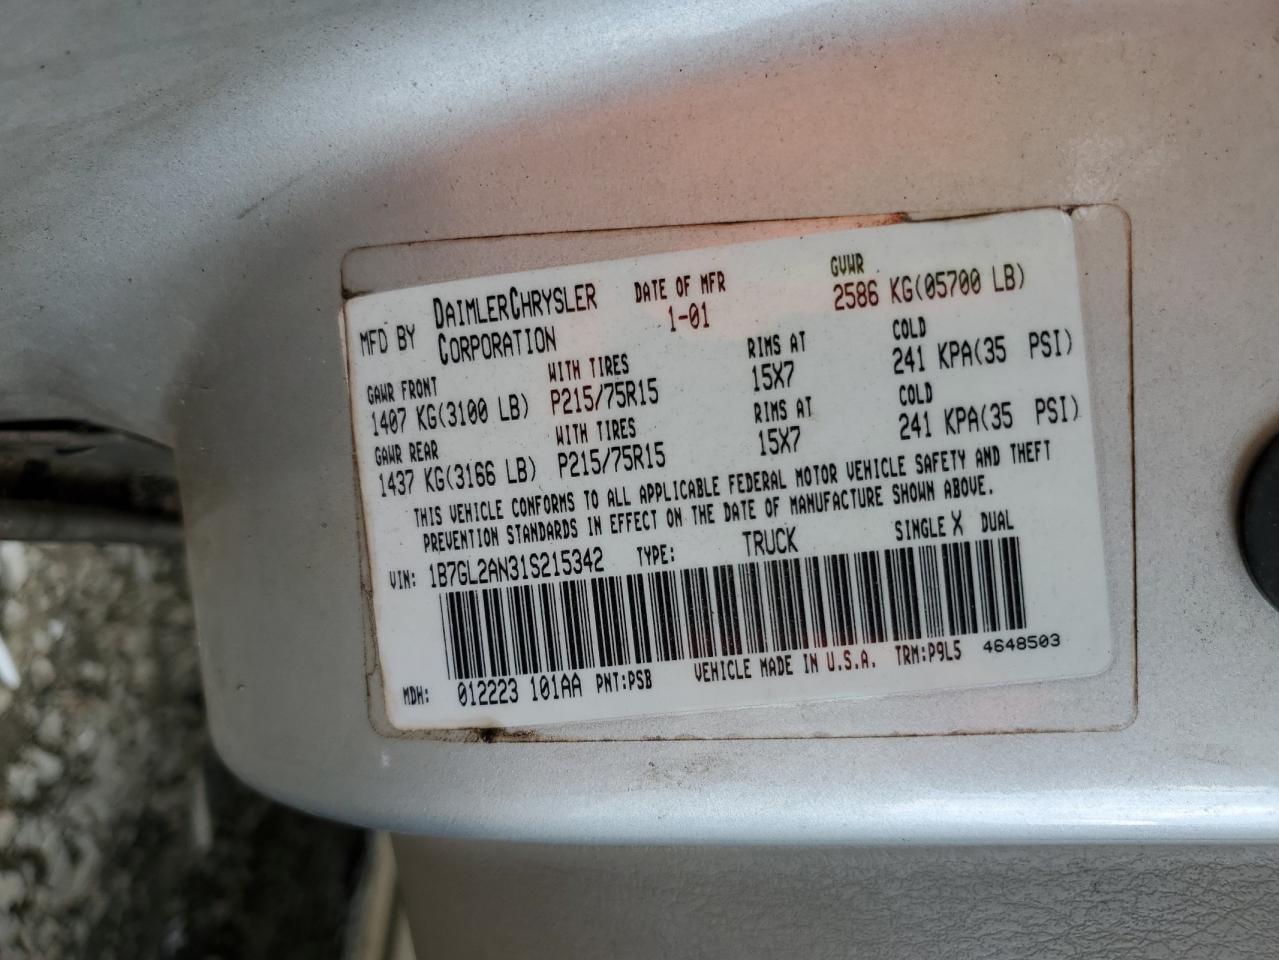 MFD BY DAIMLERCHRYSLER CORPORATION DATE OF MFR 1-01 GVWR 2586 KG(05700 LB)
GAWR FRONT WITH TIRES RIMS AT COLD
1407 KG(3100 LB) P215/75R15 15X7 241 KPA(35 PSI)
GAWR REAR WITH TIRES RIMS AT COLD
1437 KG(3166 LB) P215/75R15 15X7 241 KPA(35 PSI)
THIS VEHICLE CONFORMS TO ALL APPLICABLE FEDERAL MOTOR VEHICLE SAFETY AND THEFT
PREVENTION STANDARDS IN EFFECT ON THE DATE OF MANUFACTURE SHOWN ABOVE.
VIN: 1B7GL2AN31S215342 TYPE: TRUCK SINGLE X DUAL
MDH: 012223 101AA PNT:PSB VEHICLE MADE IN U.S.A. TRM:P9L5 4648503